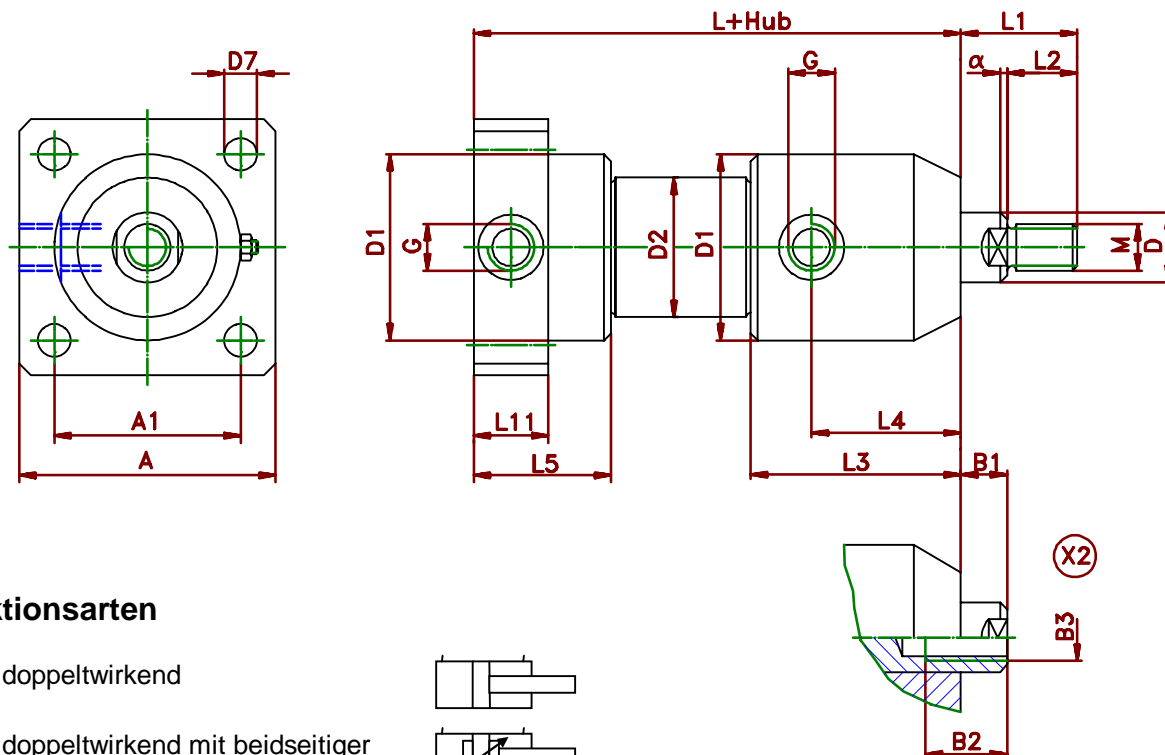 L+Hub
L1
D7
G
α
L2
D1
G
D2
D1
M
D
A1
A
L11
L5
L4
L3
B1
X2
B3
B2
ktionsarten
doppeltwirkend
doppeltwirkend mit beidseitiger